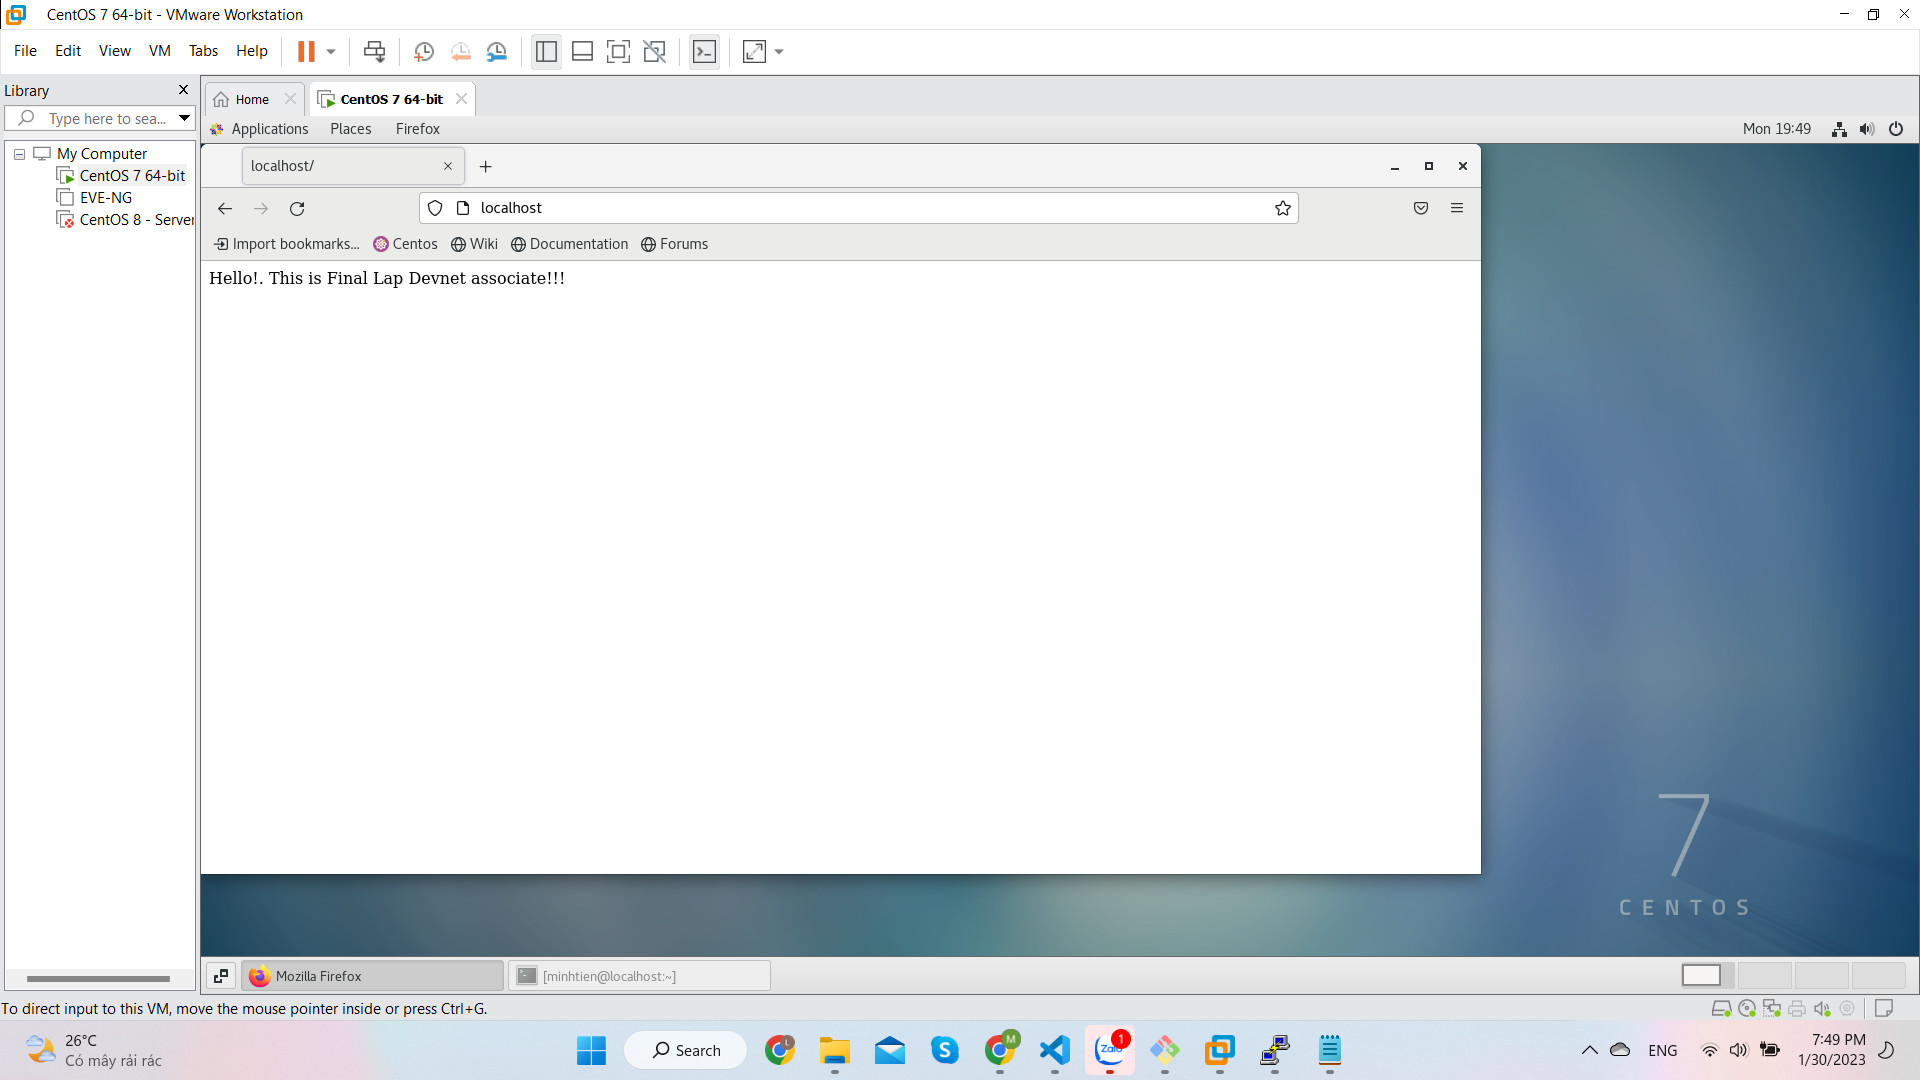 CentOS 7 64-bit - VMware Workstation
File Edit View VM Tabs Help
Library
Type here to sea...
My Computer
CentOS 7 64-bit
EVE-NG
CentOS 8 - Server
Home
CentOS 7 64-bit
Applications Places Firefox
Mon 19:49
localhost/
localhost
Import bookmarks... Centos Wiki Documentation Forums
Hello!. This is Final Lap Devnet associate!!!
7
CENTOS
Mozilla Firefox
[minhtien@localhost:~]
To direct input to this VM, move the mouse pointer inside or press Ctrl+G.
26°C
Có mây rải rác
Search
L
M
Zalo
1
ENG
7:49 PM
1/30/2023